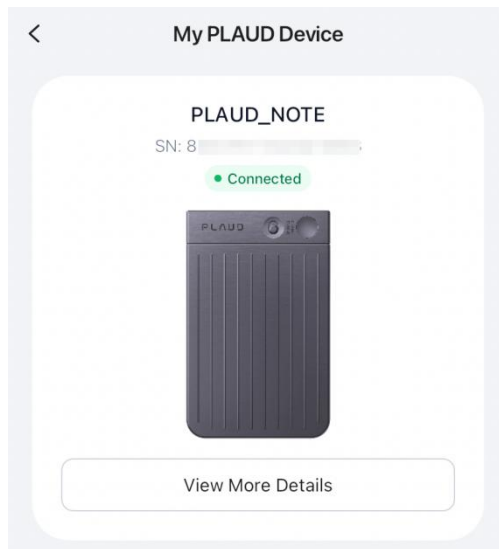 My PLAUD Device
PLAUD_NOTE
SN: 8
Connected
PLAUD
View More Details